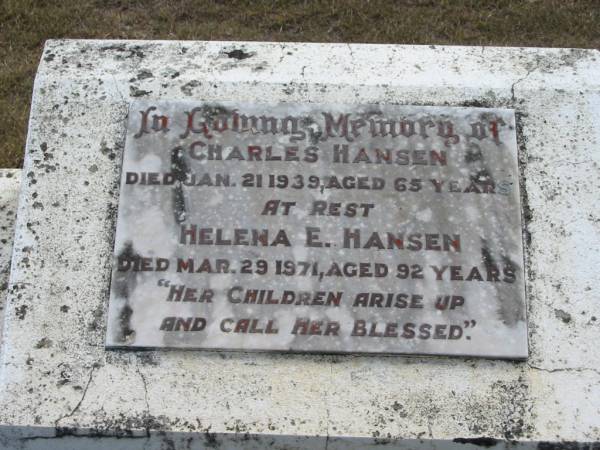 In Loving Memory of
CHARLES HANSEN
DIED JAN. 21 1939, AGED 65 YEARS
AT REST
HELENA E. HANSEN
DIED MAR. 29 1971, AGED 92 YEARS
"HER CHILDREN ARISE UP
AND CALL HER BLESSED".